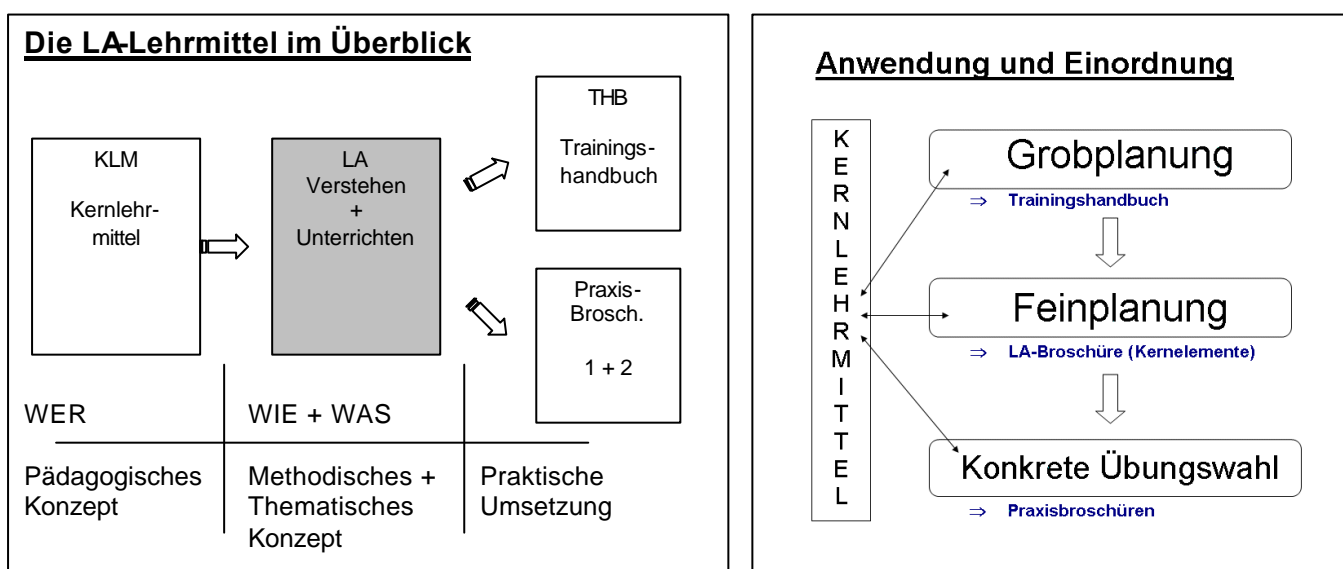 Die LA-Lehrmittel im Überblick
KLM
Kernlehr-
mittel
LA
Verstehen
+
Unterrichten
THB
Trainings-
handbuch
Praxis-
Brosch.
1 + 2
WER
WIE + WAS
Pädagogisches
Konzept
Methodisches +
Thematisches
Konzept
Praktische
Umsetzung
Anwendung und Einordnung
K
E
R
N
L
E
H
R
M
I
T
T
E
L
Grobplanung
⇒ Trainingshandbuch
Feinplanung
⇒ LA-Broschüre (Kernelemente)
Konkrete Übungswahl
⇒ Praxisbroschüren